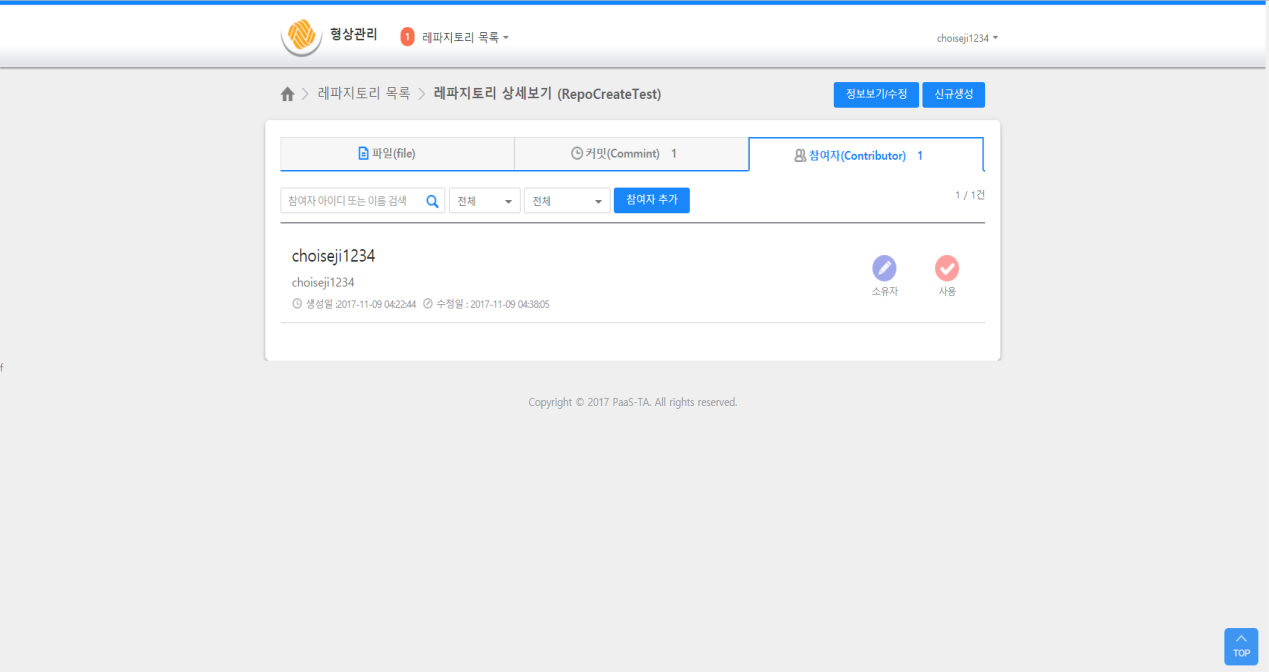 형상관리
1 레파지토리 목록
choiseji1234
레파지토리 목록 > 레파지토리 상세보기 (RepoCreateTest)
정보보기/수정 신규생성
파일(file) 커밋(Commint) 1 참여자(Contributor) 1
참여자 아이디 또는 이름 검색 전체 전체 참여자 추가 1 / 1건
choiseji1234
choiseji1234
생성일 :2017-11-09 04:22:44 수정일 : 2017-11-09 04:38:05
소유자 사용
f
Copyright © 2017 PaaS-TA. All rights reserved.
TOP